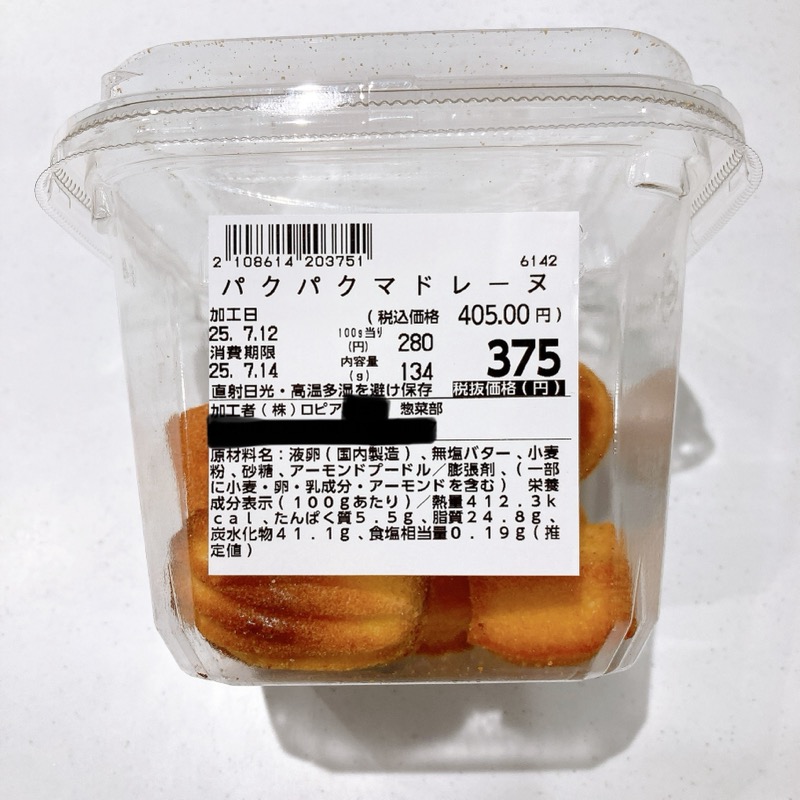 2 108614 203751
6142
パクパクマドレーヌ
加工日
(税込価格 405.00円)
25. 7.12
100g当り(円) 280
消費期限
375
25. 7.14
内容量(g) 134
直射日光・高温多湿を避け保存
税抜価格(円)
加工者(株)ロピア 惣菜部
原材料名:液卵(国内製造)、無塩バター、小麦
粉、砂糖、アーモンドプードル/膨張剤、(一部
に小麦・卵・乳成分・アーモンドを含む) 栄養
成分表示(100gあたり)/熱量412.3k
cal、たんぱく質5.5g、脂質24.8g、
炭水化物41.1g、食塩相当量0.19g(推
定値)